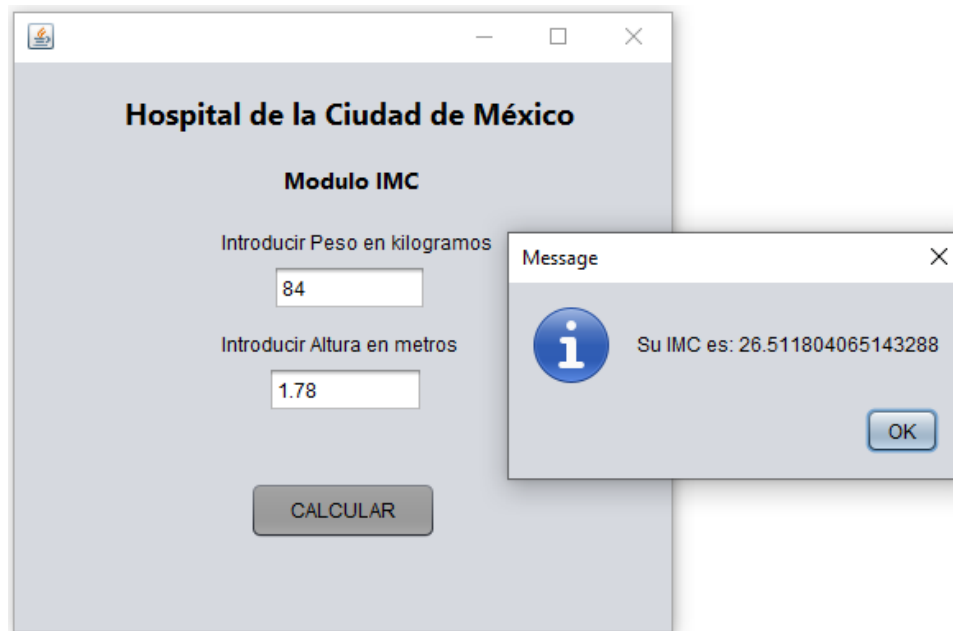 Hospital de la Ciudad de México
Modulo IMC
Introducir Peso en kilogramos
84
Introducir Altura en metros
1.78
CALCULAR
Message
Su IMC es: 26.511804065143288
OK